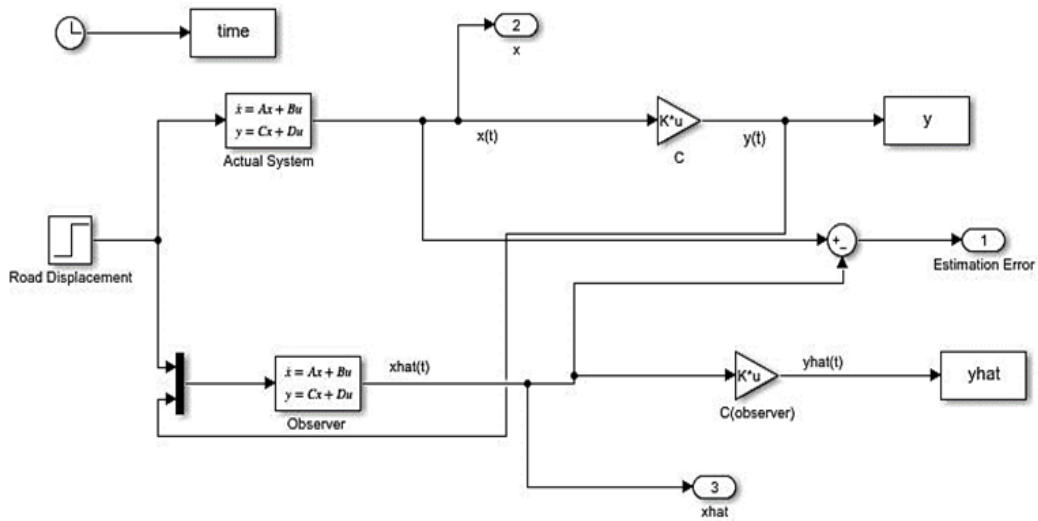 time
2
x
ẋ = Ax + Bu
y = Cx + Du
Actual System
x(t)
K*u
C
y(t)
y
Road Displacement
+
−
1
Estimation Error
ẋ = Ax + Bu
y = Cx + Du
Observer
xhat(t)
K*u
C(observer)
yhat(t)
yhat
3
xhat